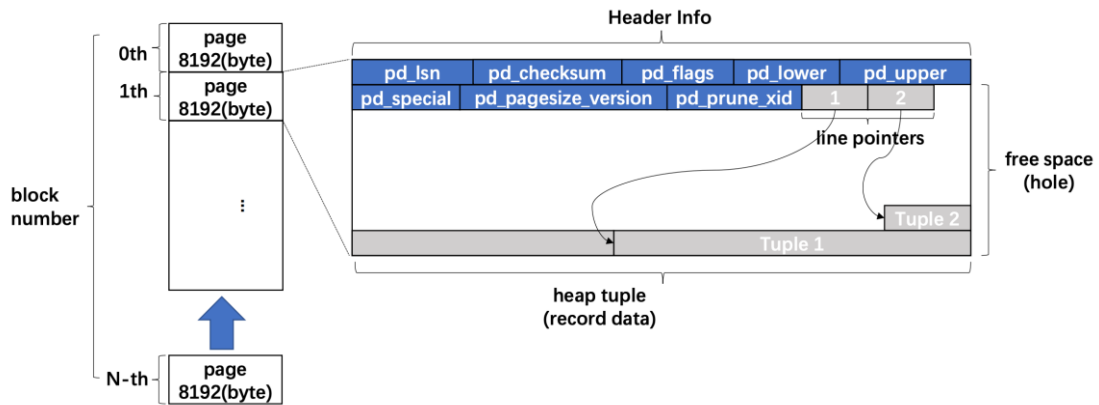 Header Info
page
8192(byte)
0th
page
8192(byte)
1th
pd_lsn pd_checksum pd_flags pd_lower pd_upper
pd_special pd_pagesize_version pd_prune_xid 1 2
line pointers
free space
(hole)
block
number
...
Tuple 2
Tuple 1
heap tuple
(record data)
page
8192(byte)
N-th